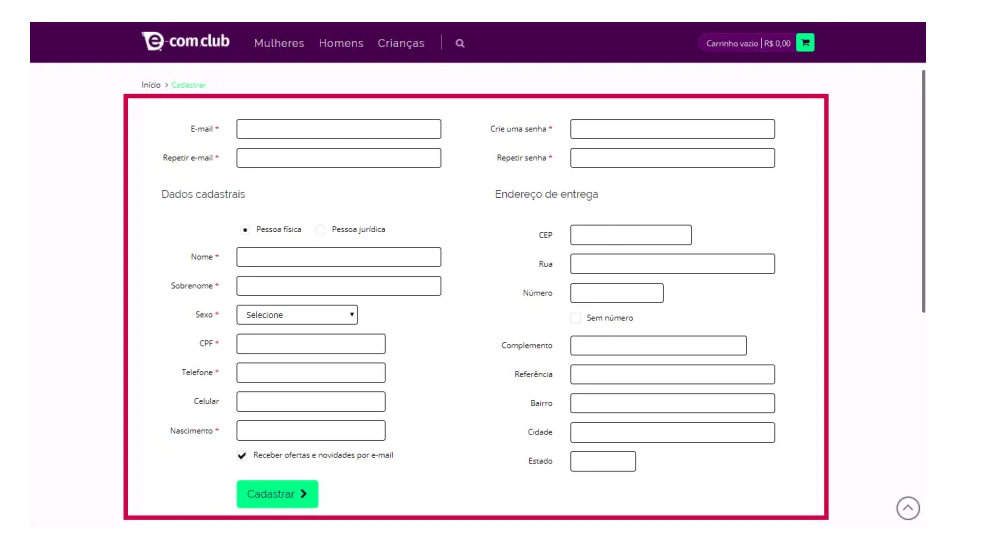 e-com.club Mulheres Homens Crianças Carrinho vazio R$ 0,00
Início > Cadastrar
E-mail *
Crie uma senha *
Repetir e-mail *
Repetir senha *
Dados cadastrais
Endereço de entrega
Pessoa física Pessoa jurídica
CEP
Nome *
Rua
Sobrenome *
Número
Sexo * Selecione
Sem número
CPF *
Complemento
Telefone *
Referência
Celular
Bairro
Nascimento *
Cidade
Receber ofertas e novidades por e-mail
Estado
Cadastrar